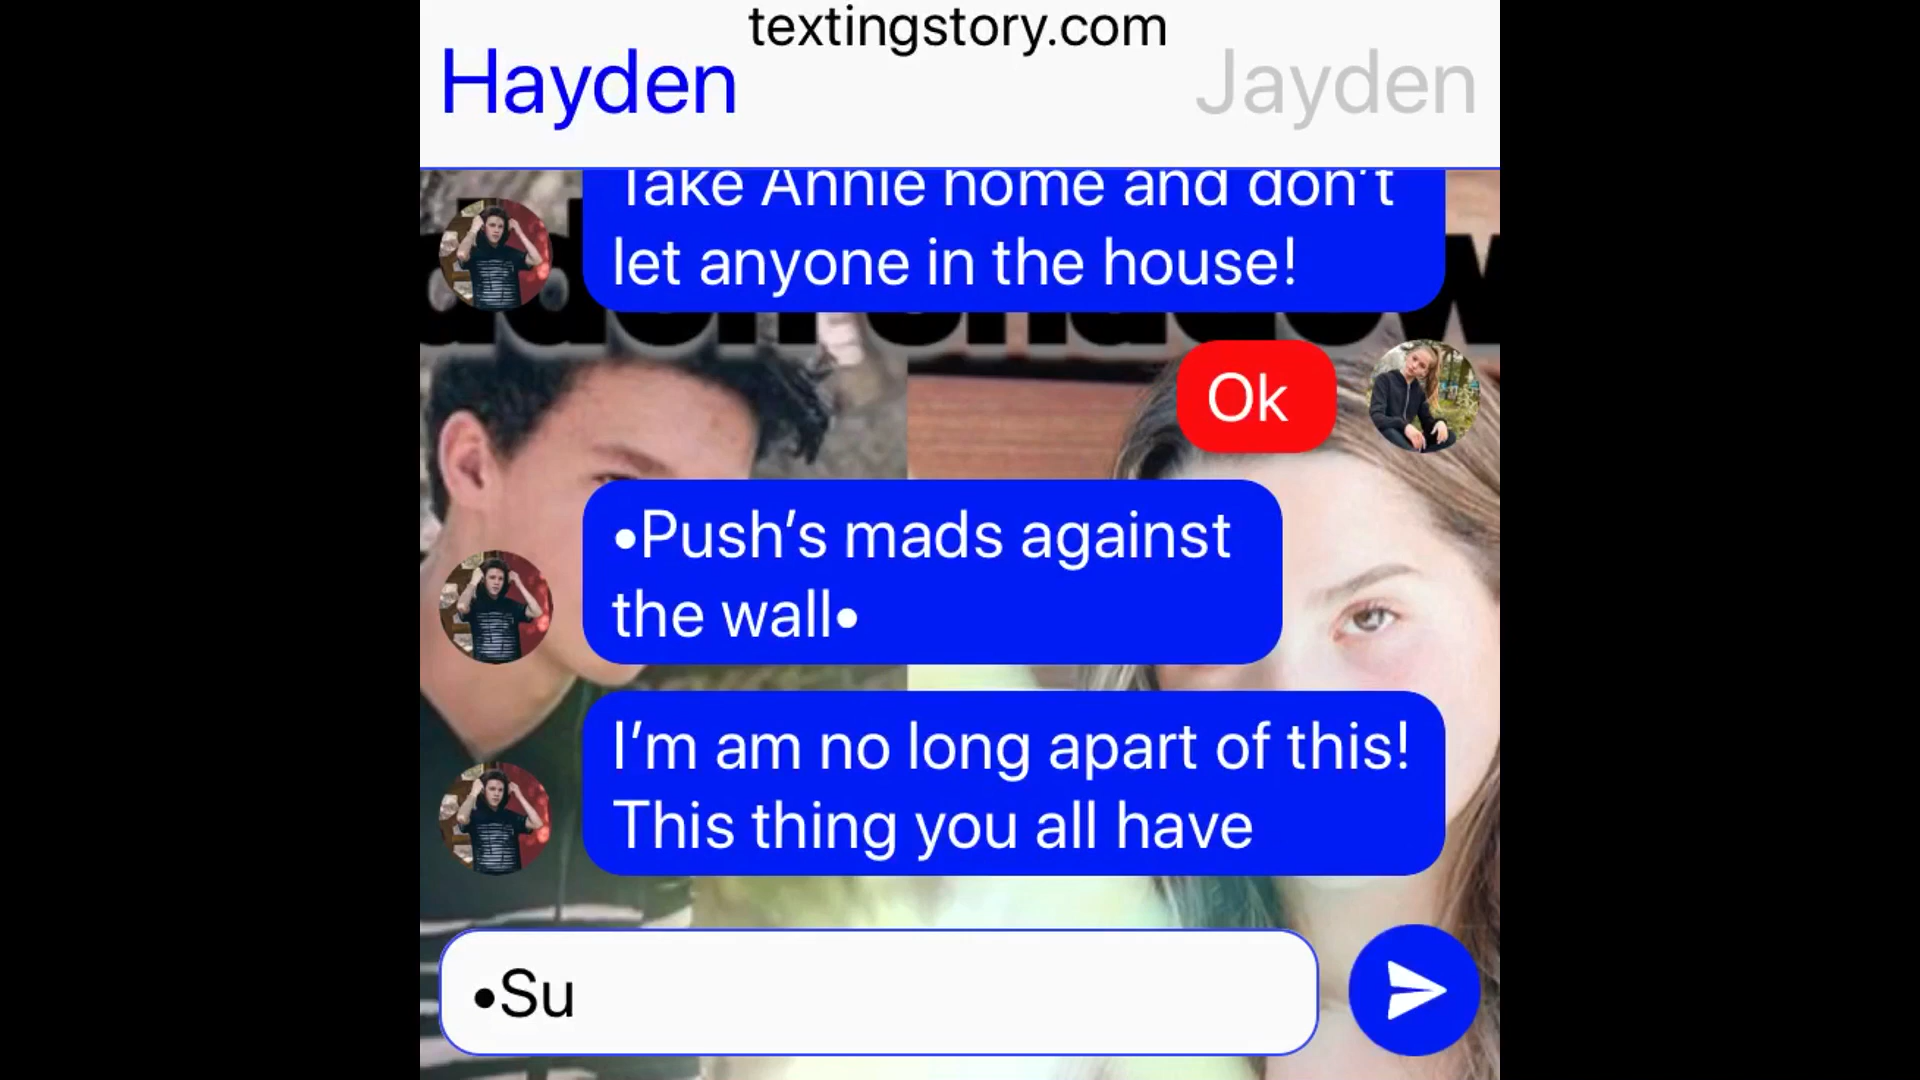 textingstory.com
Hayden
Jayden
Take Annie home and don't
let anyone in the house!
Ok
•Push's mads against
the wall•
I'm am no long apart of this!
This thing you all have
•Su